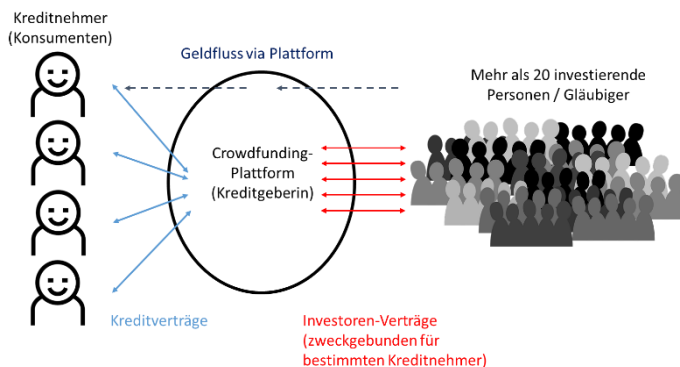 Kreditnehmer
(Konsumenten)
Geldfluss via Plattform
Mehr als 20 investierende
Personen / Gläubiger
Crowdfunding-
Plattform
(Kreditgeberin)
Kreditverträge
Investoren-Verträge
(zweckgebunden für
bestimmten Kreditnehmer)